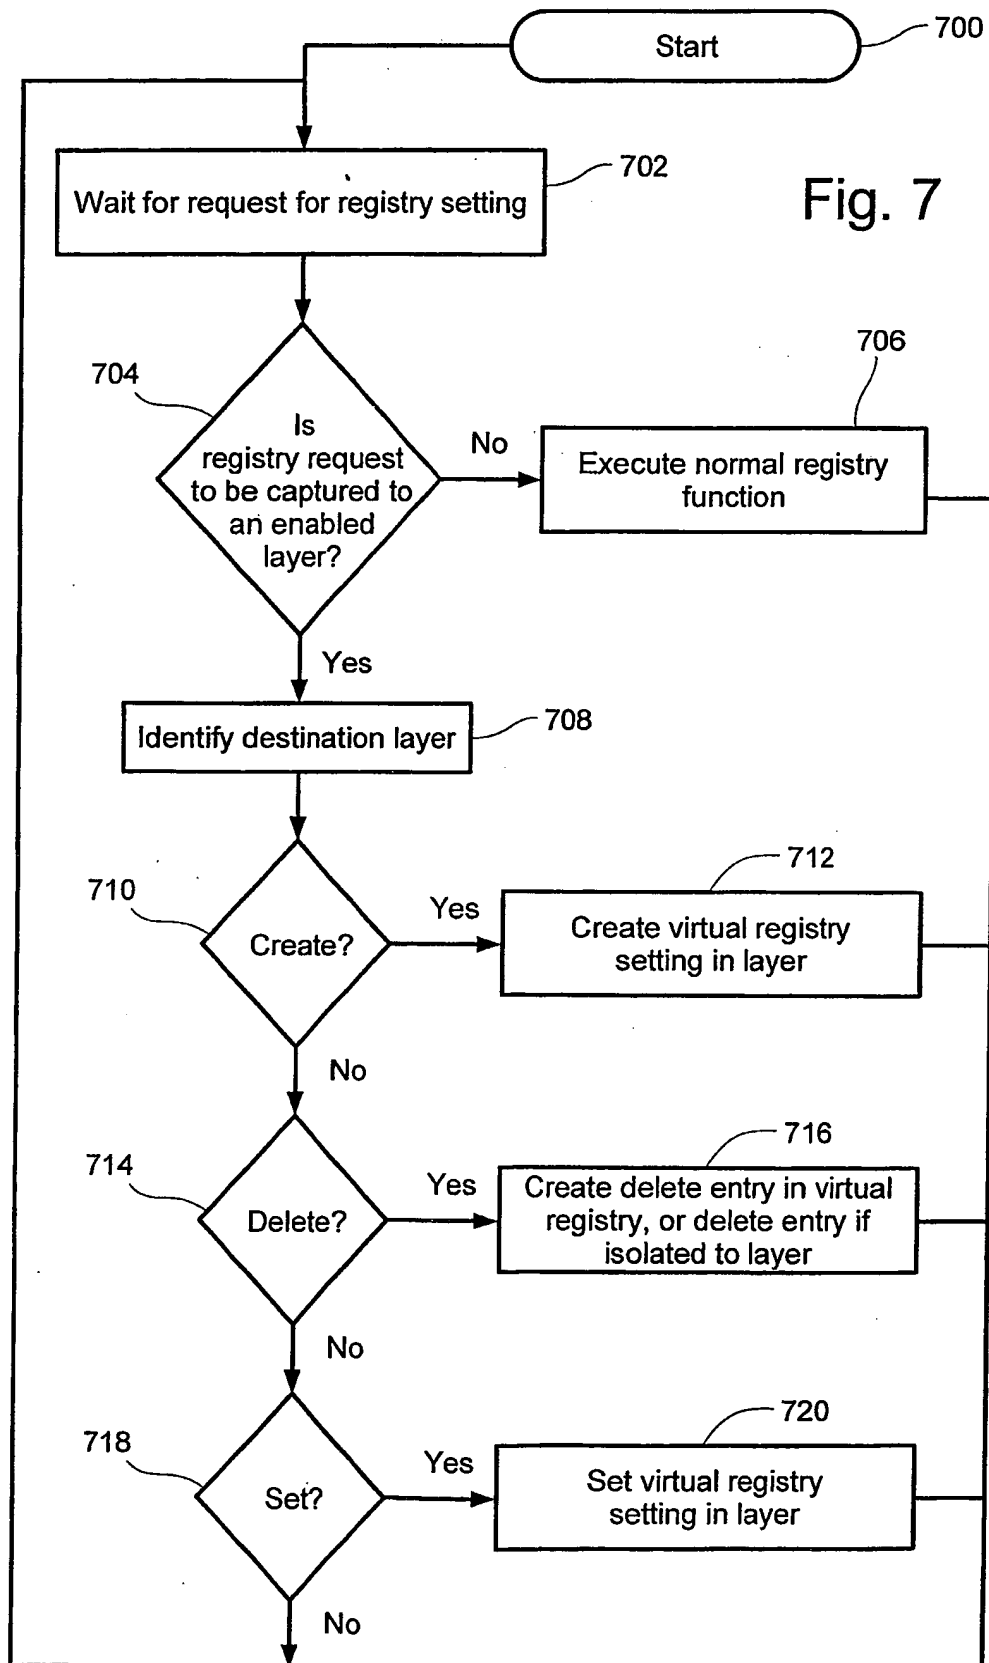 Start
700
Wait for request for registry setting
702
Fig. 7
704
Is
registry request
to be captured to
an enabled
layer?
No
706
Execute normal registry
function
Yes
Identify destination layer
708
710
Create?
Yes
712
Create virtual registry
setting in layer
No
714
Delete?
Yes
716
Create delete entry in virtual
registry, or delete entry if
isolated to layer
No
718
Set?
Yes
720
Set virtual registry
setting in layer
No